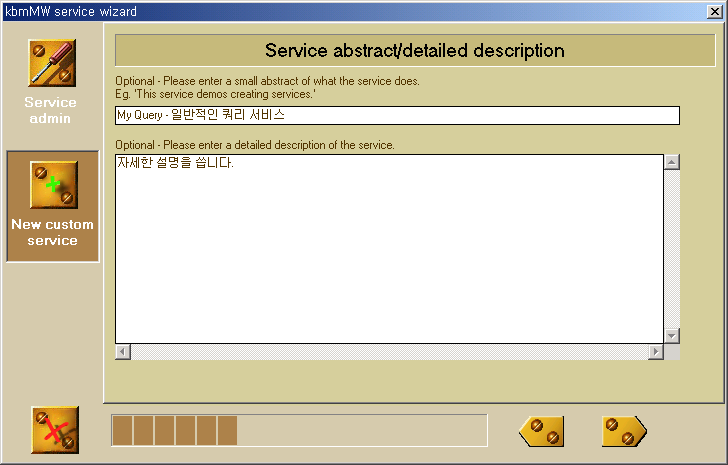 kbmMW service wizard
Service abstract/detailed description
Service
admin
Optional - Please enter a small abstract of what the service does.
Eg. 'This service demos creating services.'
My Query - 일반적인 쿼리 서비스
Optional - Please enter a detailed description of the service.
자세한 설명을 씁니다.
New custom
service